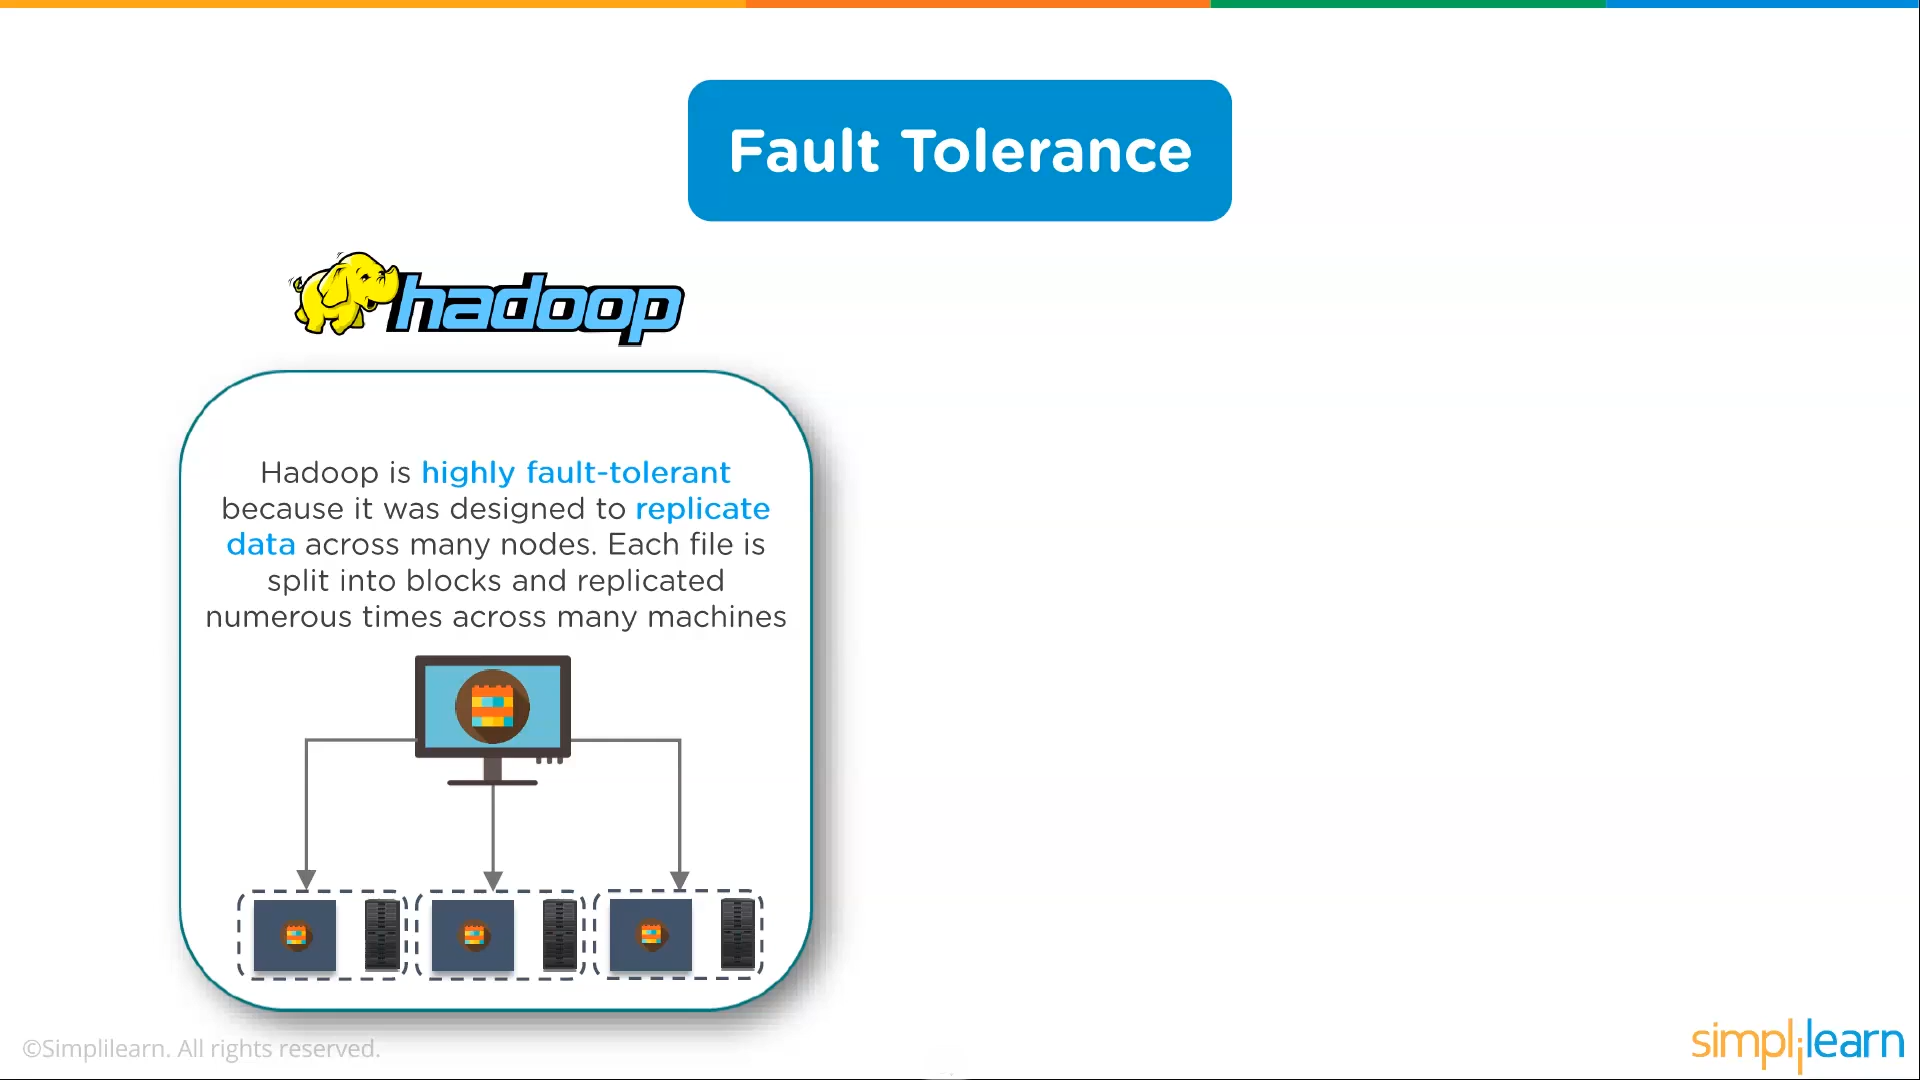 Fault Tolerance
hadoop
Hadoop is highly fault-tolerant
because it was designed to replicate
data across many nodes. Each file is
split into blocks and replicated
numerous times across many machines
©Simplilearn. All rights reserved.
simplilearn